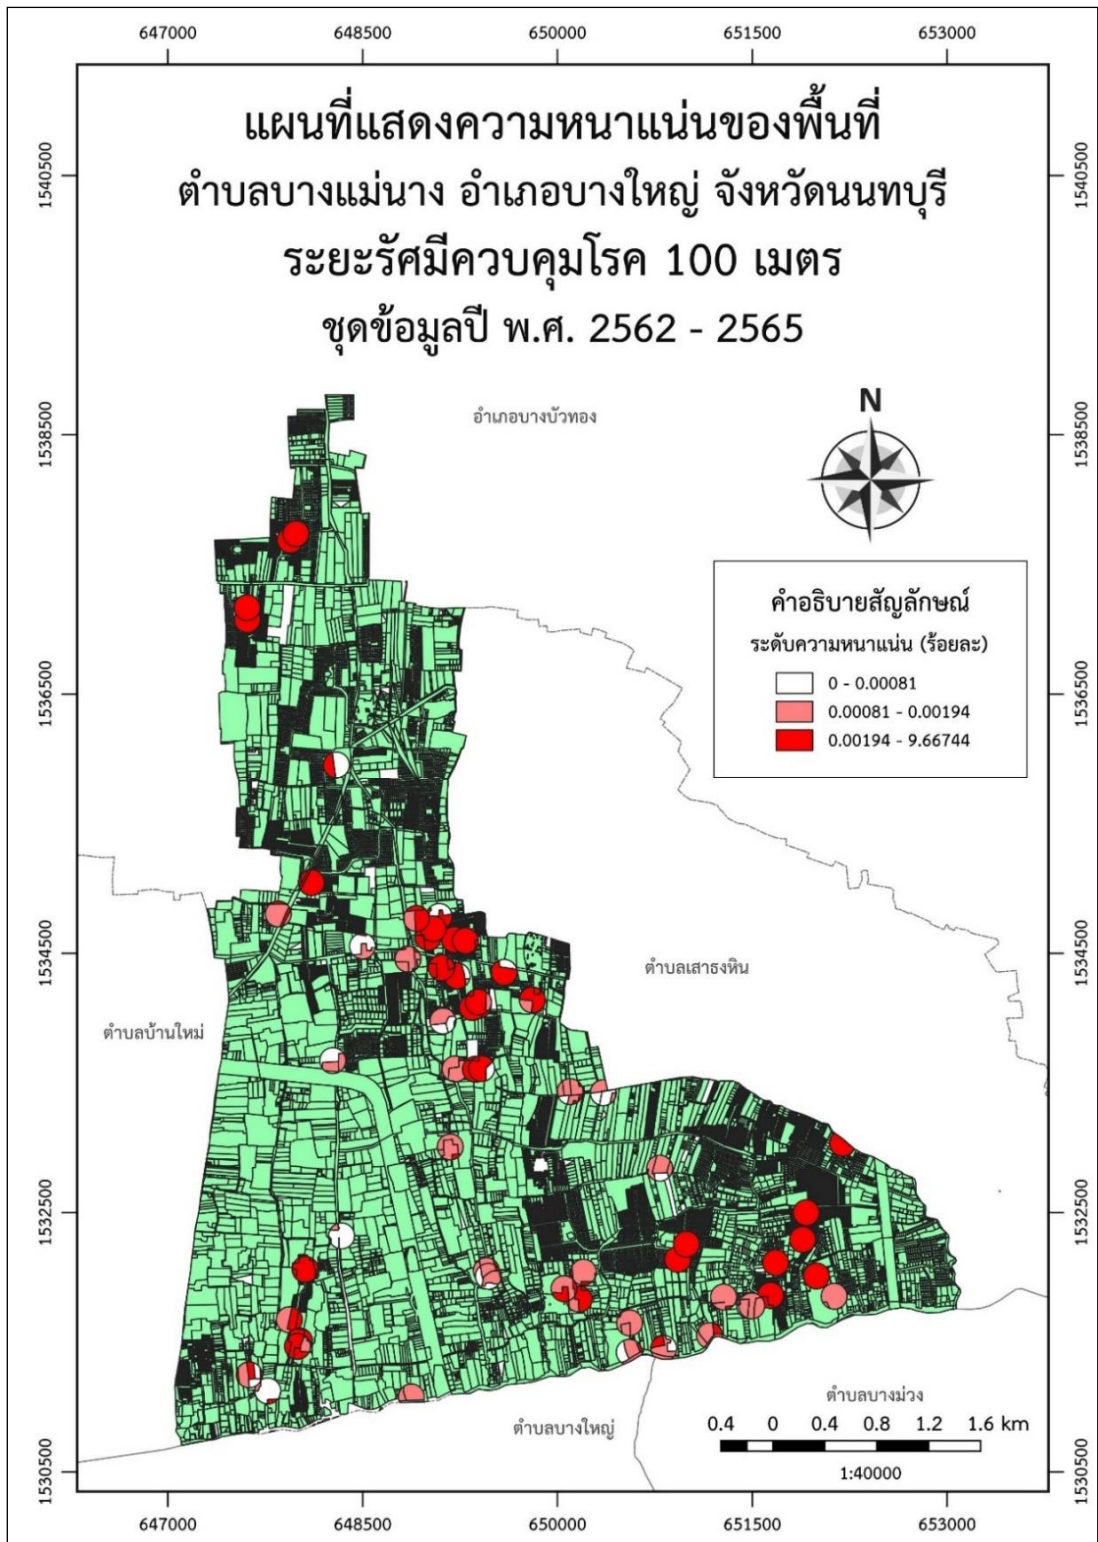 647000 648500 650000 651500 653000
แผนที่แสดงความหนาแน่นของพื้นที่
ตำบลบางแม่นาง อำเภอบางใหญ่ จังหวัดนนทบุรี
ระยะรัศมีควบคุมโรค 100 เมตร
ชุดข้อมูลปี พ.ศ. 2562 - 2565
1540500 1540500
อำเภอบางบัวทอง
N
1538500 1538500
คำอธิบายสัญลักษณ์
ระดับความหนาแน่น (ร้อยละ)
0 - 0.00081
0.00081 - 0.00194
0.00194 - 9.66744
1536500 1536500
1534500 1534500
ตำบลเสาธงหิน
ตำบลบ้านใหม่
1532500 1532500
ตำบลบางม่วง
ตำบลบางใหญ่
0.4 0 0.4 0.8 1.2 1.6 km
1:40000
1530500 1530500
647000 648500 650000 651500 653000